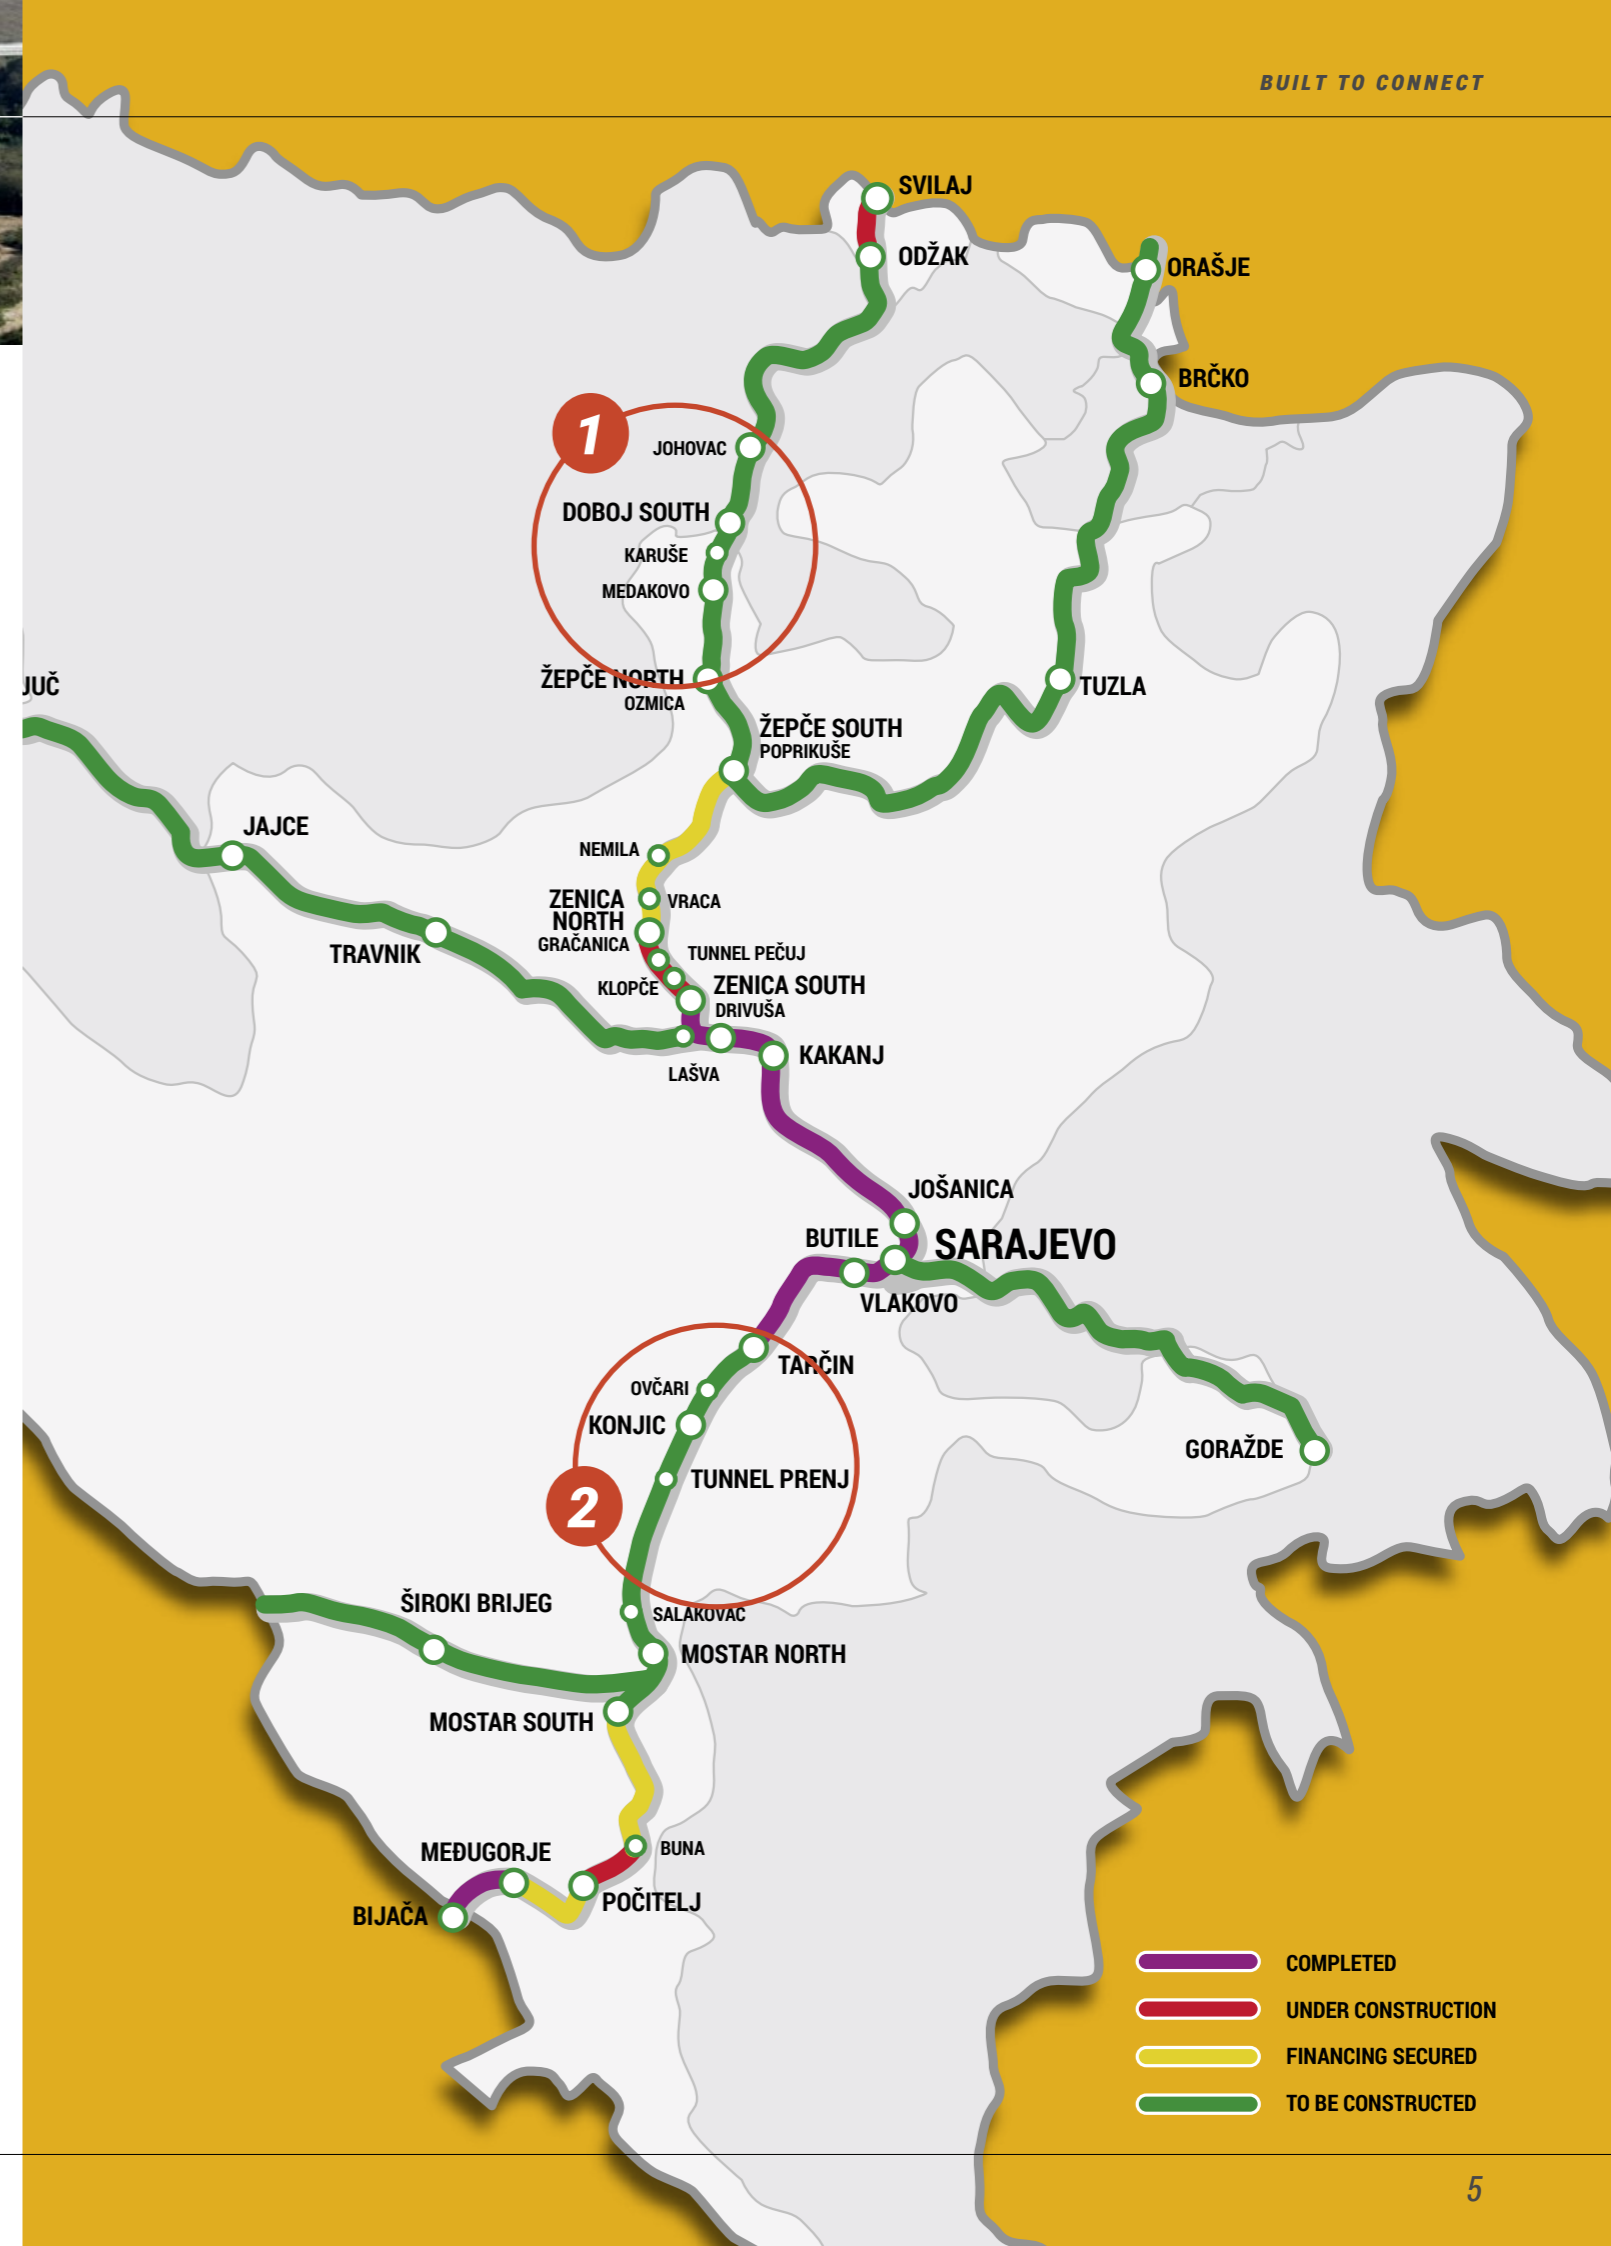 BUILT TO CONNECT
SVILAJ
ODŽAK
ORAŠJE
BRČKO
1
JOHOVAC
DOBOJ SOUTH
KARUŠE
MEDAKOVO
ŽEPČE NORTH
OZMICA
JUČ
TUZLA
ŽEPČE SOUTH
POPRIKUŠE
JAJCE
NEMILA
ZENICA
NORTH
GRAČANICA
VRACA
TRAVNIK
TUNNEL PEČUJ
KLOPČE
ZENICA SOUTH
DRIVUŠA
KAKANJ
LAŠVA
JOŠANICA
BUTILE
SARAJEVO
VLAKOVO
TARČIN
OVČARI
KONJIC
GORAŽDE
TUNNEL PRENJ
2
ŠIROKI BRIJEG
SALAKOVAC
MOSTAR NORTH
MOSTAR SOUTH
BUNA
MEĐUGORJE
POČITELJ
BIJAČA
COMPLETED
UNDER CONSTRUCTION
FINANCING SECURED
TO BE CONSTRUCTED
5